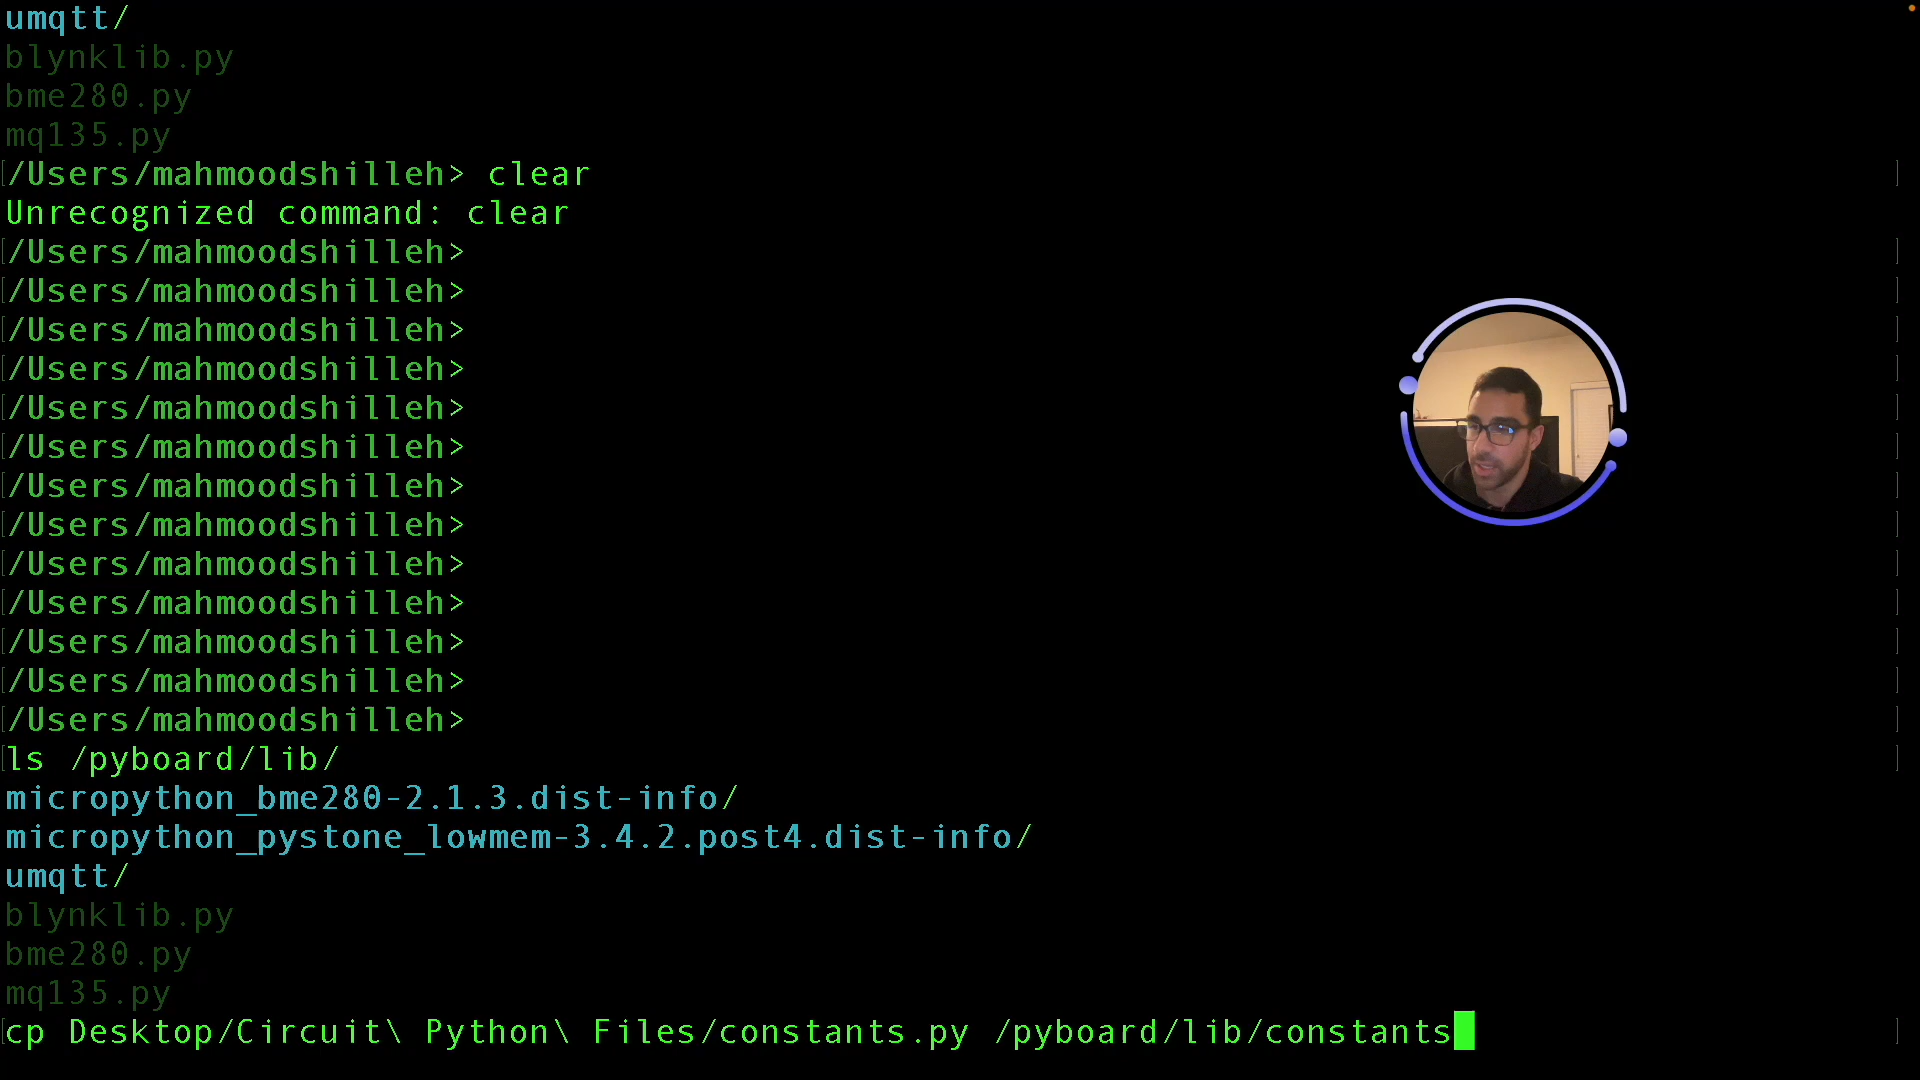 umqtt/
blynklib.py
bme280.py
mq135.py
[/Users/mahmoodshilleh> clear ]
Unrecognized command: clear
[/Users/mahmoodshilleh> ]
[/Users/mahmoodshilleh> ]
[/Users/mahmoodshilleh> ]
[/Users/mahmoodshilleh> ]
[/Users/mahmoodshilleh> ]
[/Users/mahmoodshilleh> ]
[/Users/mahmoodshilleh> ]
[/Users/mahmoodshilleh> ]
[/Users/mahmoodshilleh> ]
[/Users/mahmoodshilleh> ]
[/Users/mahmoodshilleh> ]
[/Users/mahmoodshilleh> ]
[/Users/mahmoodshilleh> ]
[ls /pyboard/lib/ ]
micropython_bme280-2.1.3.dist-info/
micropython_pystone_lowmem-3.4.2.post4.dist-info/
umqtt/
blynklib.py
bme280.py
mq135.py
[cp Desktop/Circuit\ Python\ Files/constants.py /pyboard/lib/constants ]